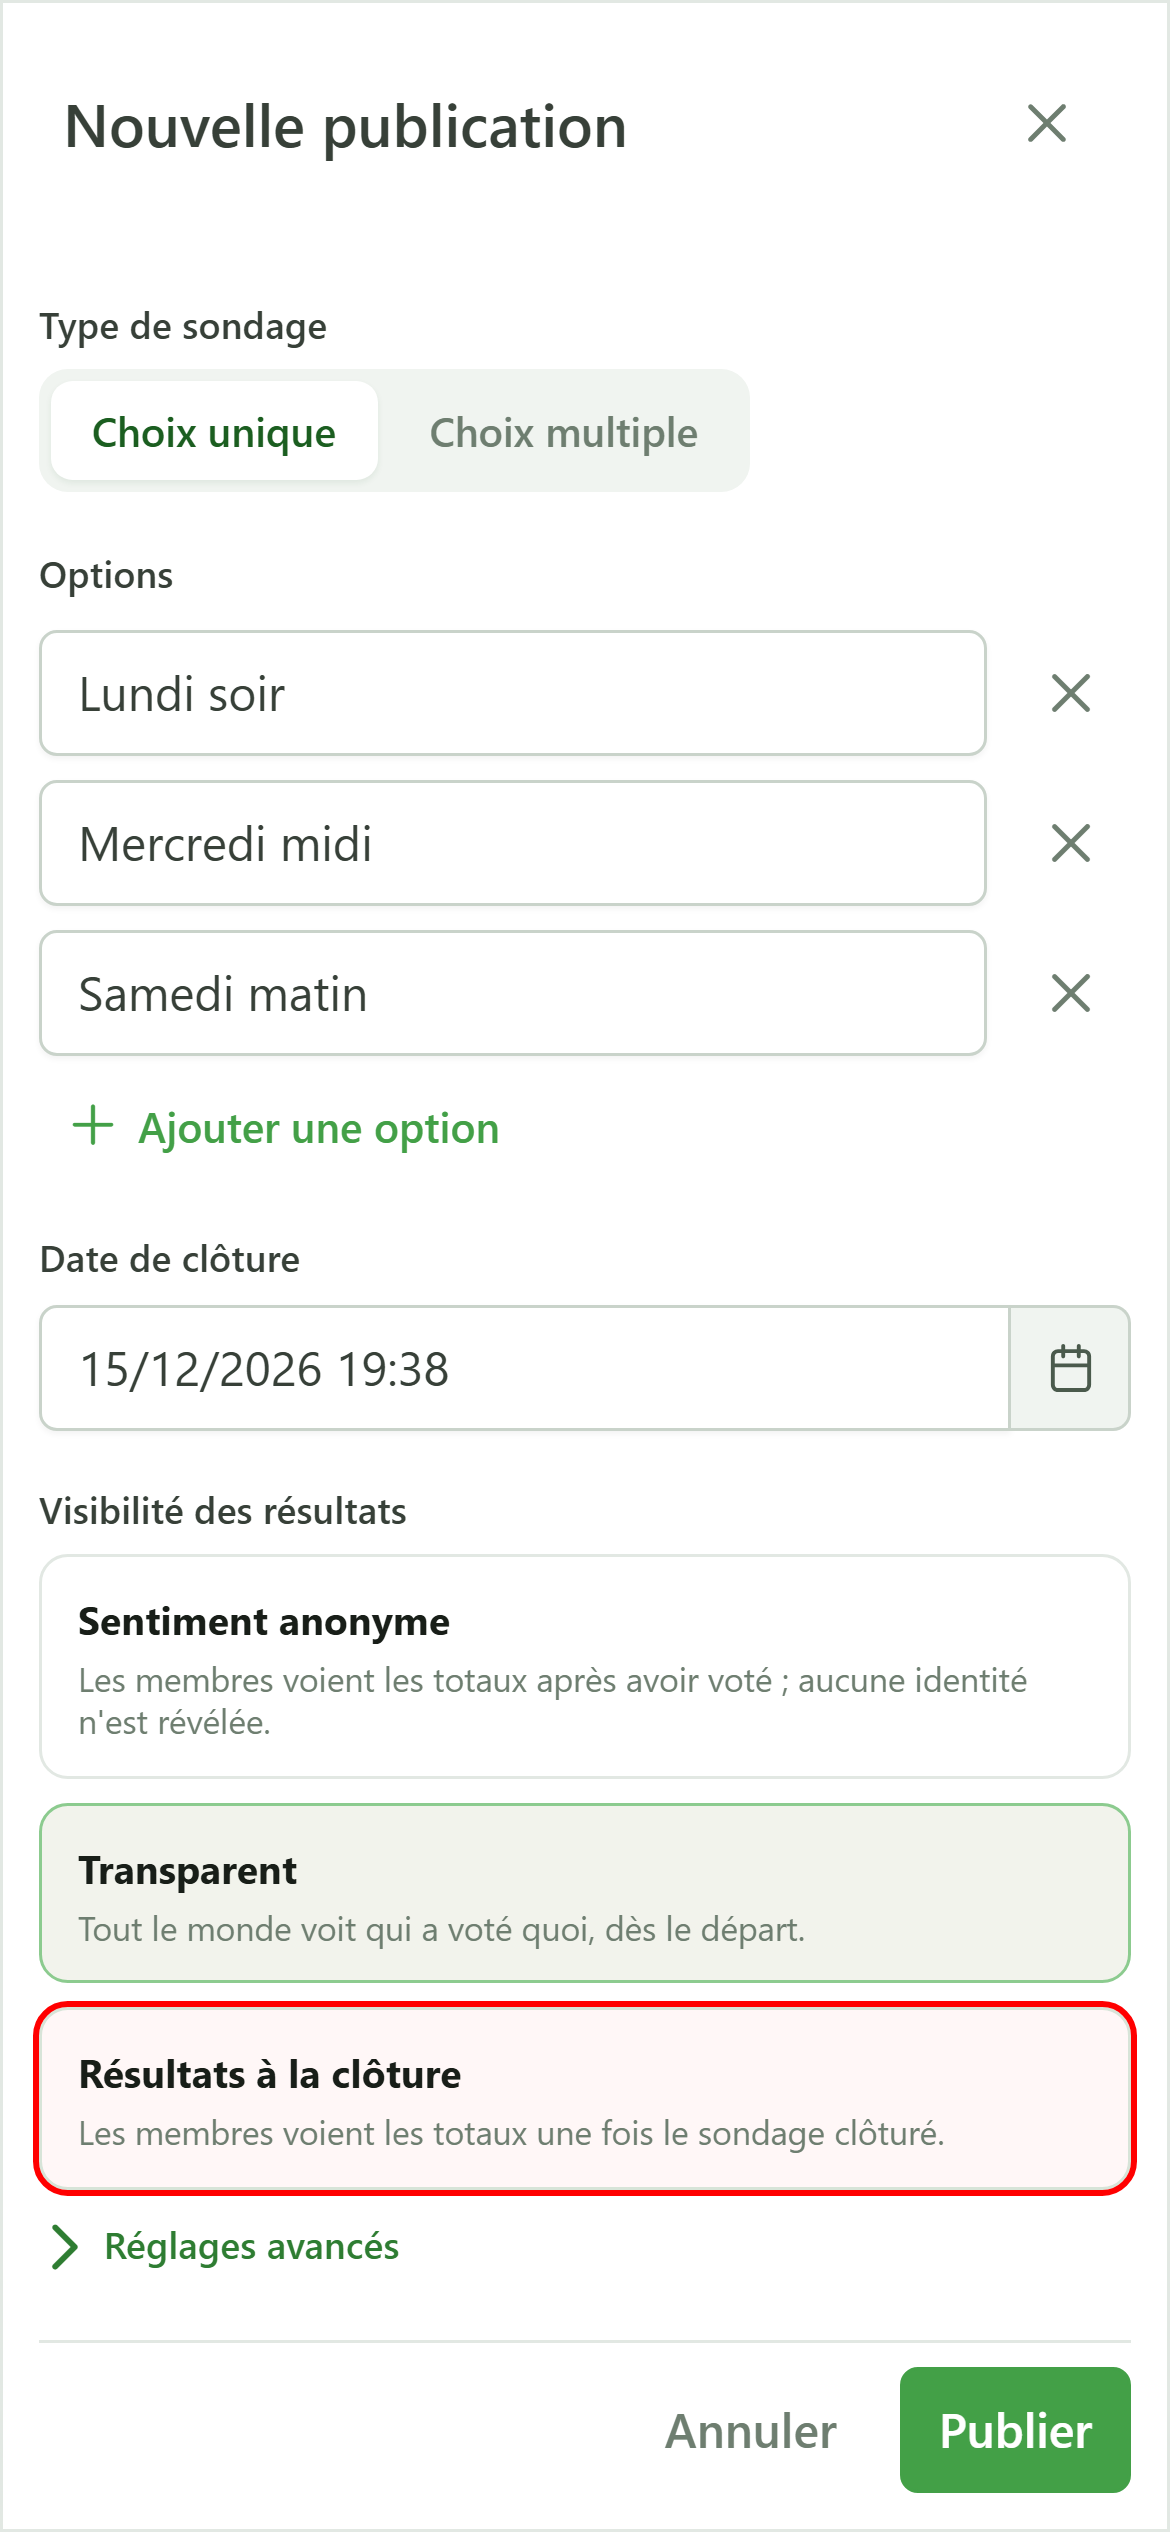 Nouvelle publication
Type de sondage
Choix unique
Choix multiple
Options
Lundi soir
Mercredi midi
Samedi matin
Ajouter une option
Date de clôture
15/12/2026 19:38
Visibilité des résultats
Sentiment anonyme
Les membres voient les totaux après avoir voté ; aucune identité
n'est révélée.
Transparent
Tout le monde voit qui a voté quoi, dès le départ.
Résultats à la clôture
Les membres voient les totaux une fois le sondage clôturé.
Réglages avancés
Annuler
Publier